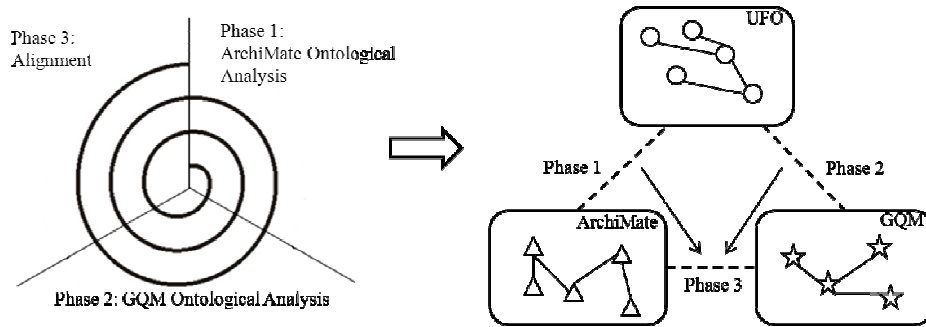 Phase 3:
Alignment
Phase 1:
ArchiMate Ontological
Analysis
Phase 2: GQM Ontological Analysis
UFO
Phase 1
Phase 2
ArchiMate
GQM
Phase 3